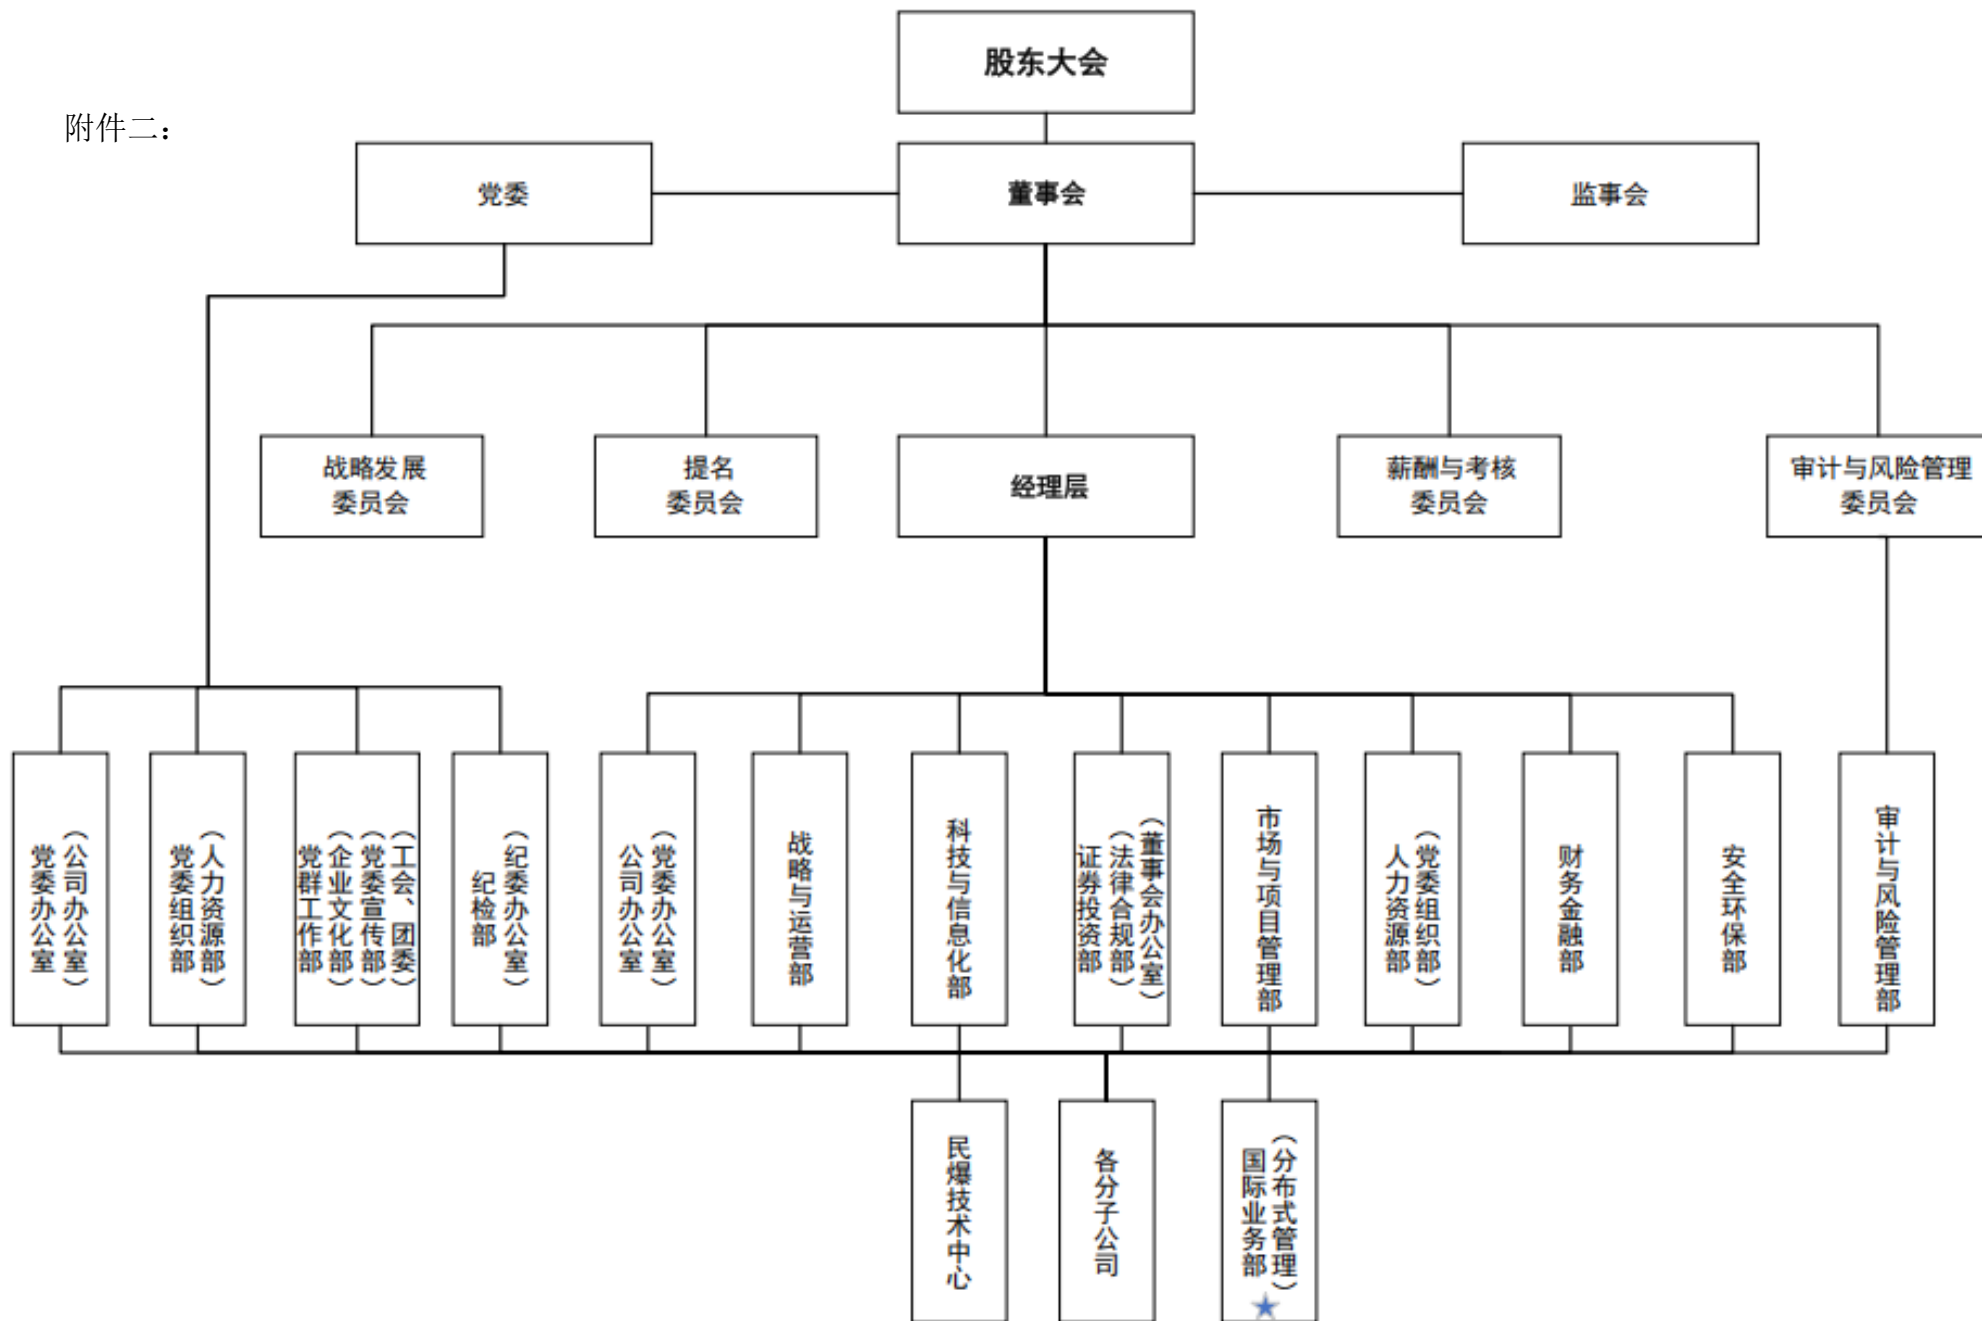 股东大会
附件二：
党委
董事会
监事会
战略发展
委员会
提名
委员会
经理层
薪酬与考核
委员会
审计与风险管理
委员会
党委办公室
（公司办公室）
党委组织部
（人力资源部）
党群工作部
（企业文化部）
（党委宣传部）
（工会、团委）
纪检部
（纪委办公室）
公司办公室
（党委办公室）
战略与运营部
科技与信息化部
证券投资部
（法律合规部）
（董事会办公室）
市场与项目管理部
人力资源部
（党委组织部）
财务金融部
安全环保部
审计与风险管理部
民爆技术中心
各分子公司
国际业务部
（分布式管理）